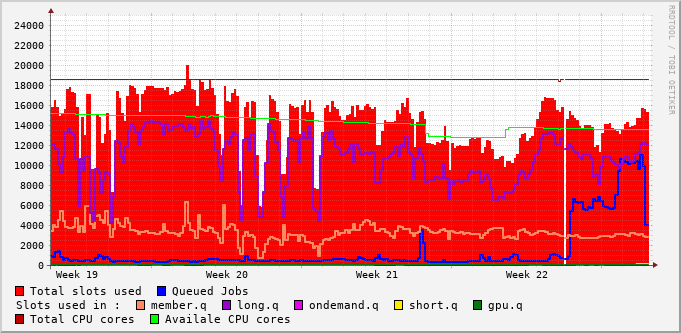 24000
22000
20000
18000
16000
14000
12000
10000
8000
6000
4000
2000
0
Week 19 Week 20 Week 21 Week 22
RRDTOOL / TOBI OETIKER
Total slots used Queued Jobs
Slots used in : member.q long.q ondemand.q short.q gpu.q
Total CPU cores Availale CPU cores